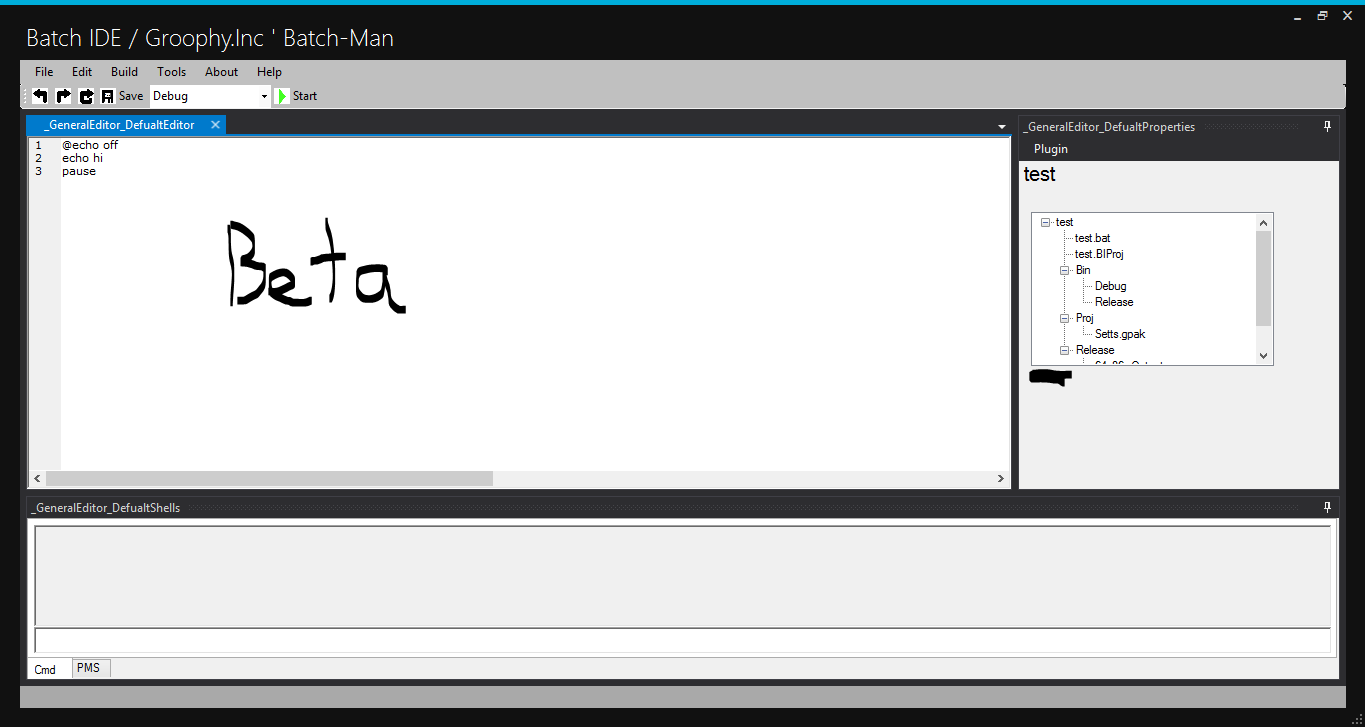 Batch IDE / Groophy.Inc ' Batch-Man
File Edit Build Tools About Help
Save Debug Start
_GeneralEditor_DefualtEditor
1 @echo off
2 echo hi
3 pause
Beta
_GeneralEditor_DefualtProperties
Plugin
test
test
test.bat
test.BIProj
Bin
Debug
Release
Proj
Setts.gpak
Release
_GeneralEditor_DefualtShells
Cmd PMS